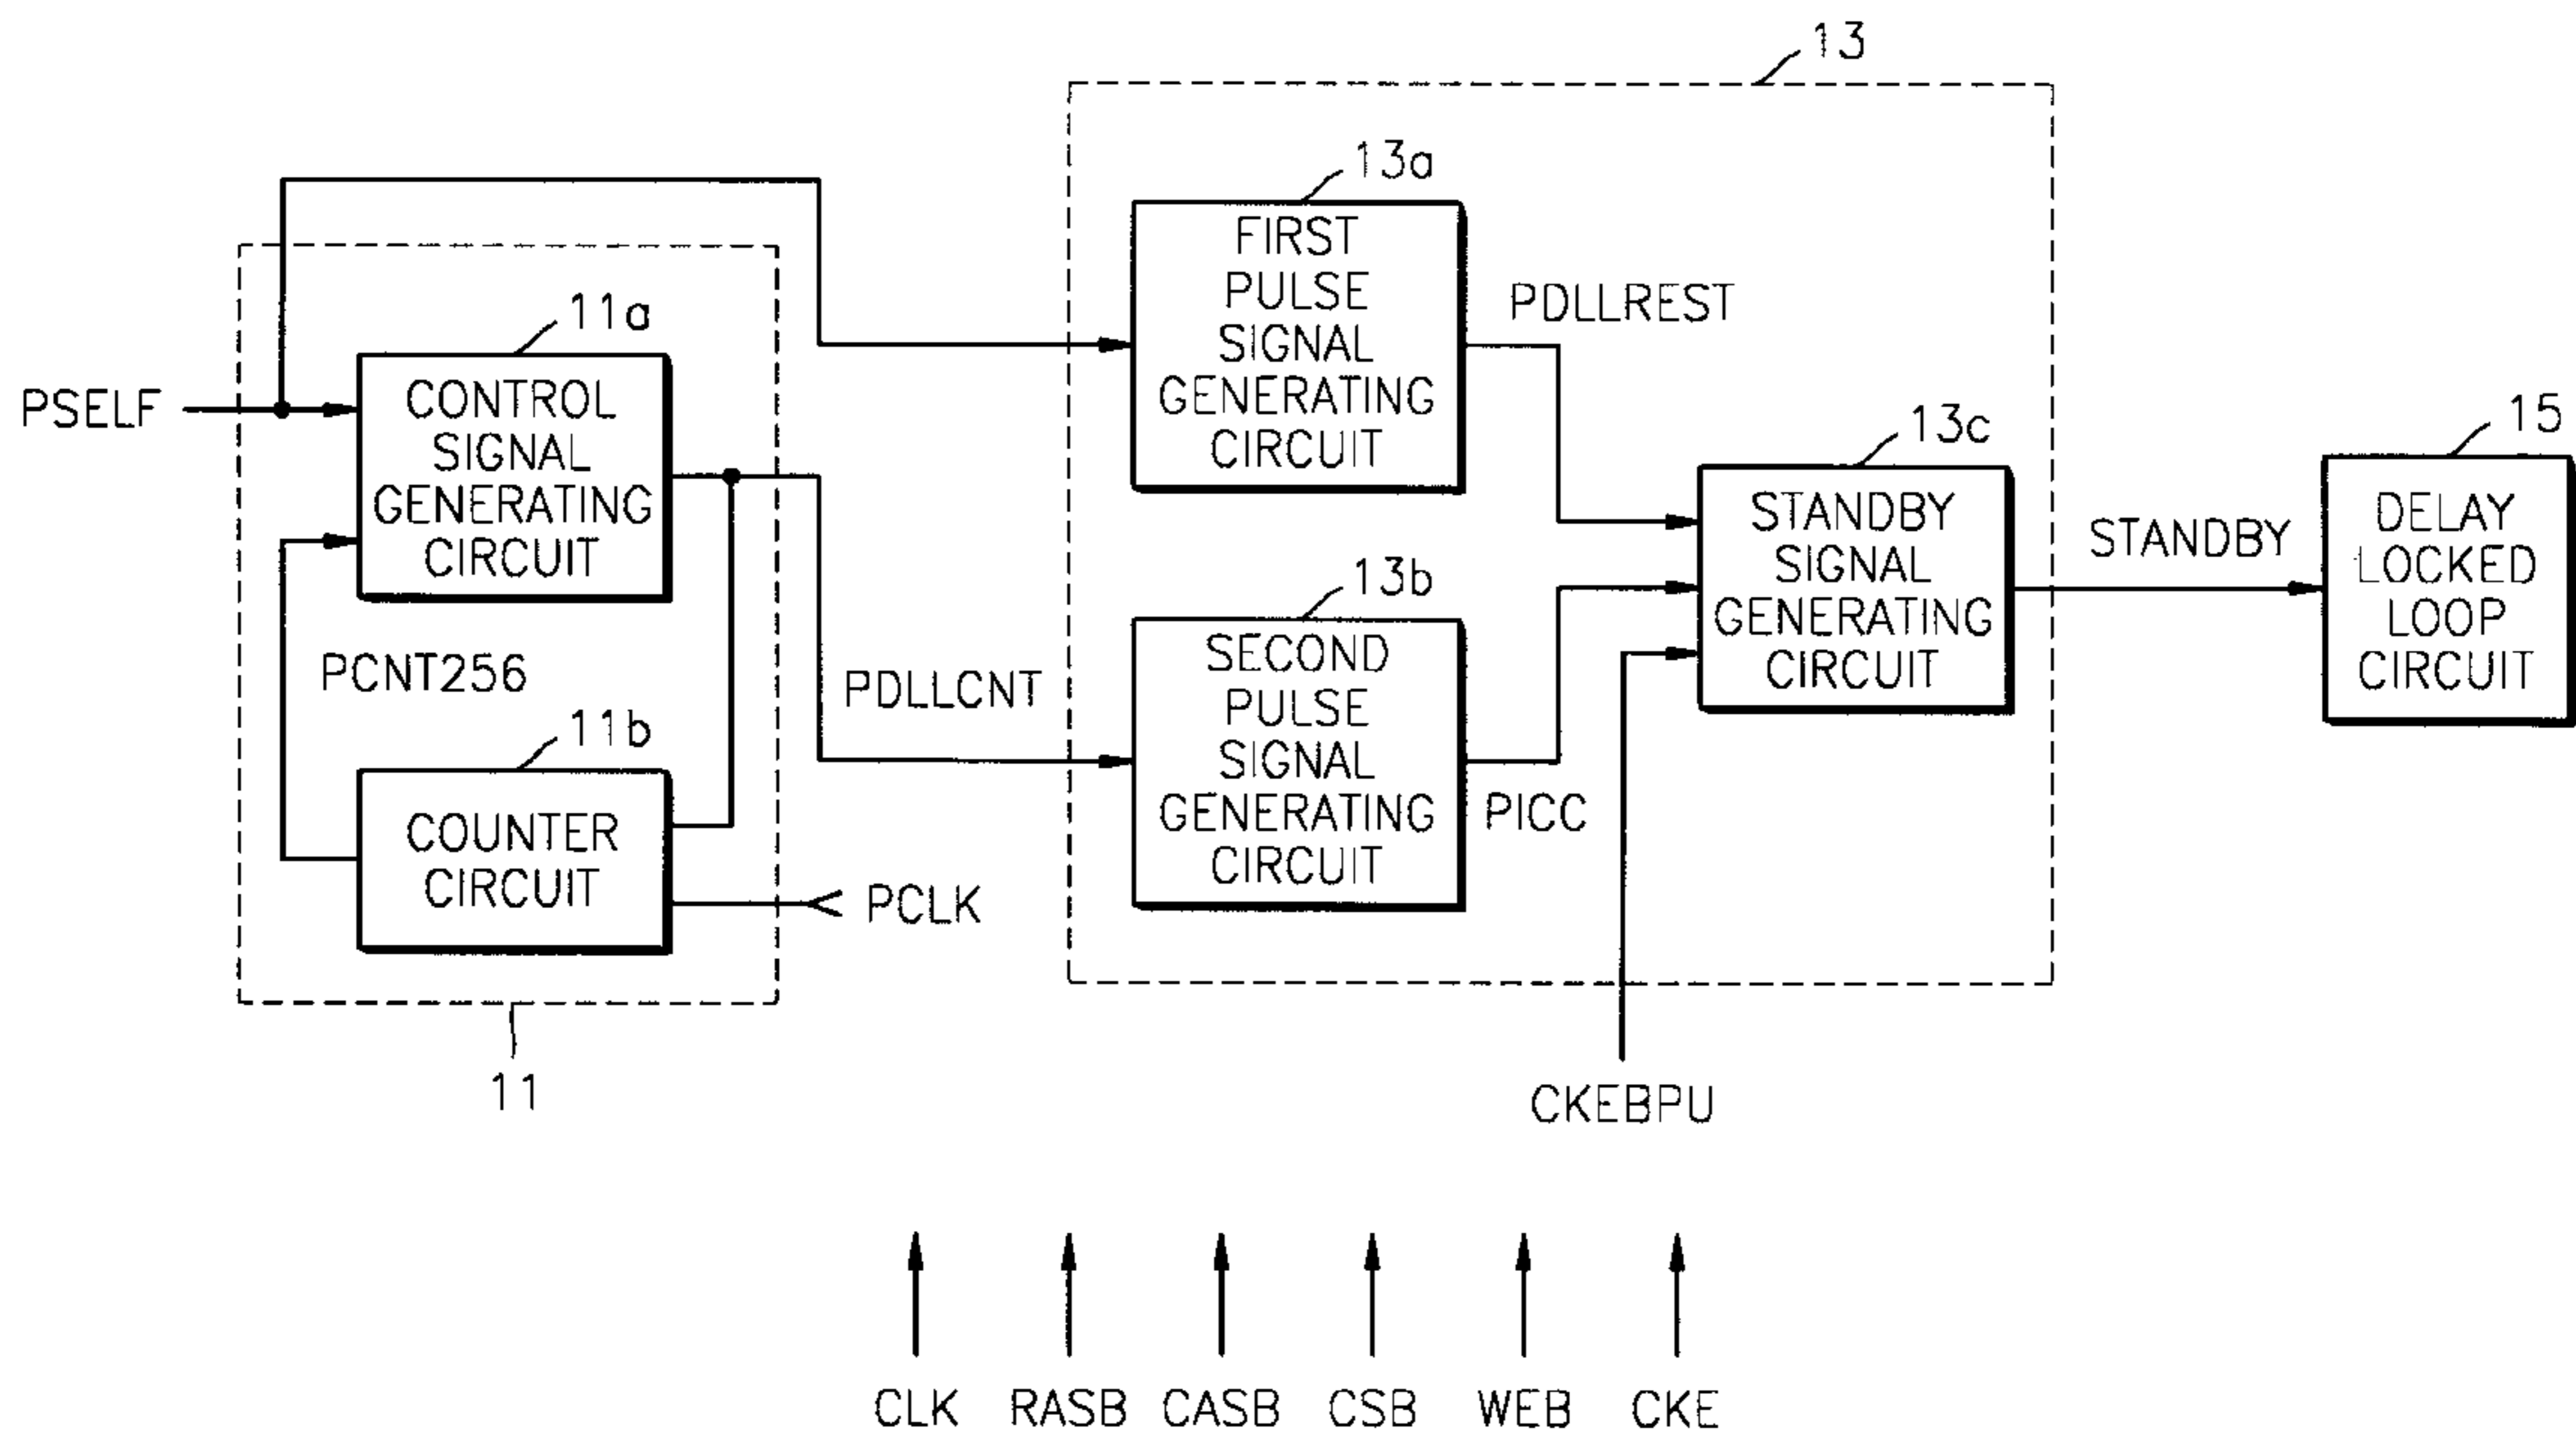 13
13a
FIRST
PULSE
SIGNAL
GENERATING
CIRCUIT
PDLLREST
11a
PSELF
CONTROL
SIGNAL
GENERATING
CIRCUIT
13c
STANDBY
SIGNAL
GENERATING
CIRCUIT
STANDBY
15
DELAY
LOCKED
LOOP
CIRCUIT
13b
SECOND
PULSE
SIGNAL
GENERATING
CIRCUIT
PCNT256
PDLLCNT
PICC
11b
COUNTER
CIRCUIT
PCLK
11
CKEBPU
CLK RASB CASB CSB WEB CKE